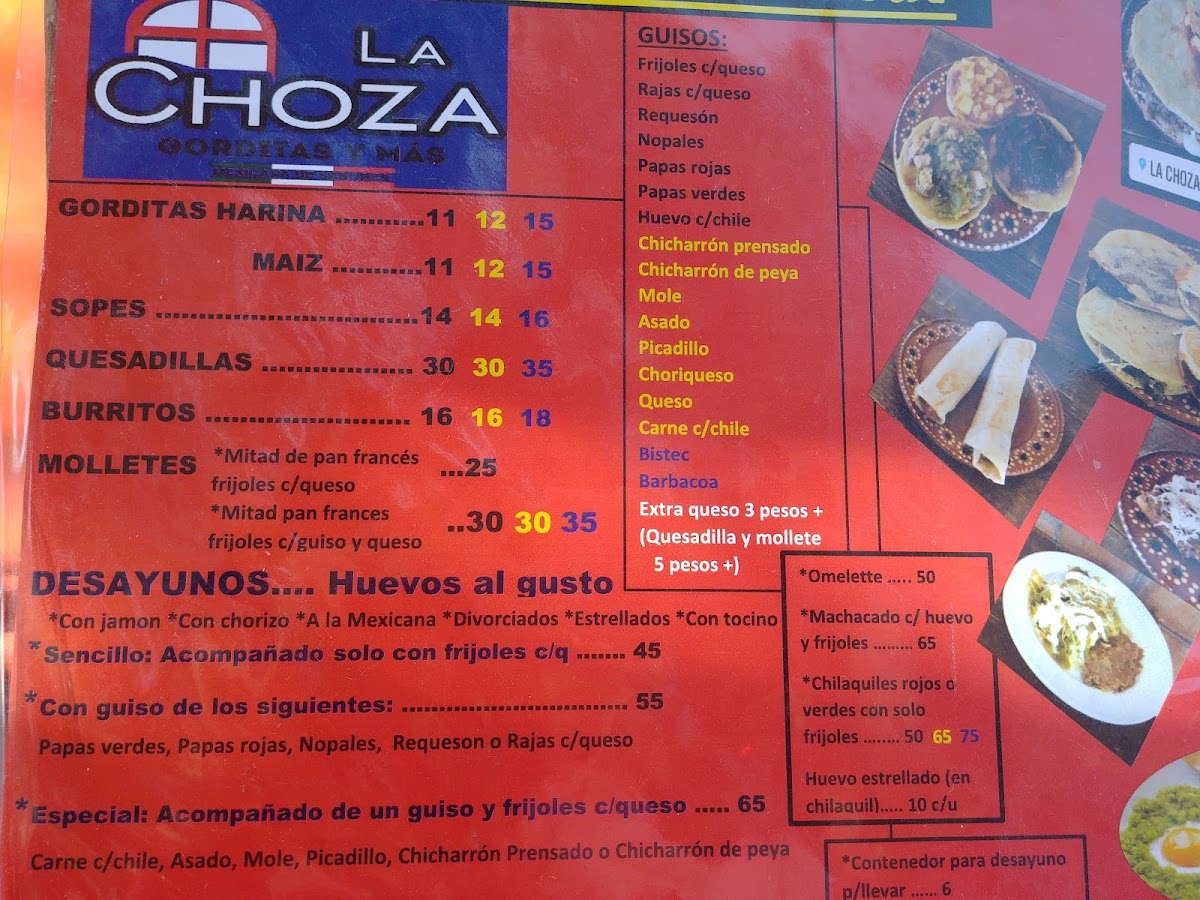 LA
CHOZA
GORDITAS Y MÁS
GORDITAS HARINA ..........11 12 15
MAIZ ...........11 12 15
SOPES ................................14 14 16
QUESADILLAS .................. 30 30 35
BURRITOS ......................... 16 16 18
MOLLETES *Mitad de pan francés
frijoles c/queso ...25
*Mitad pan frances
frijoles c/guiso y queso ..30 30 35
DESAYUNOS.... Huevos al gusto
*Con jamon *Con chorizo *A la Mexicana *Divorciados *Estrellados *Con tocino
*Sencillo: Acompañado solo con frijoles c/q ....... 45
*Con guiso de los siguientes: .............................. 55
Papas verdes, Papas rojas, Nopales, Requeson o Rajas c/queso
*Especial: Acompañado de un guiso y frijoles c/queso ..... 65
Carne c/chile, Asado, Mole, Picadillo, Chicharrón Prensado o Chicharrón de peya
GUISOS:
Frijoles c/queso
Rajas c/queso
Requesón
Nopales
Papas rojas
Papas verdes
Huevo c/chile
Chicharrón prensado
Chicharrón de peya
Mole
Asado
Picadillo
Choriqueso
Queso
Carne c/chile
Bistec
Barbacoa
Extra queso 3 pesos +
(Quesadilla y mollete
5 pesos +)
*Omelette ..... 50
*Machacado c/ huevo
y frijoles ......... 65
*Chilaquiles rojos o
verdes con solo
frijoles ........ 50 65 75
Huevo estrellado (en
chilaquil)..... 10 c/u
*Contenedor para desayuno
p/llevar ...... 6
LA CHOZA